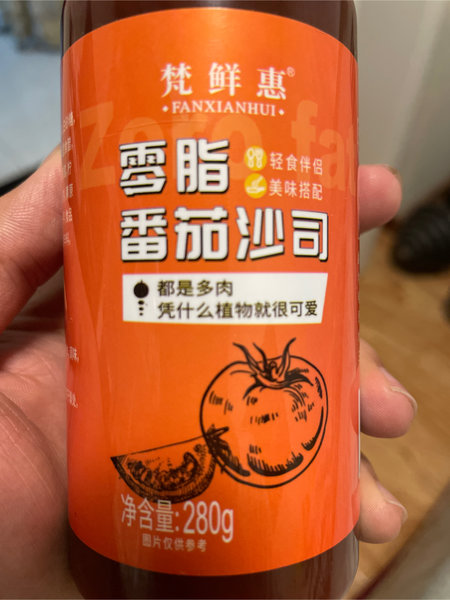 梵鲜惠®
·FANXIANHUI·
Zero fa
零脂
轻食伴侣
美味搭配
番茄沙司
都是多肉
凭什么植物就很可爱
净含量:280g
图片仅供参考